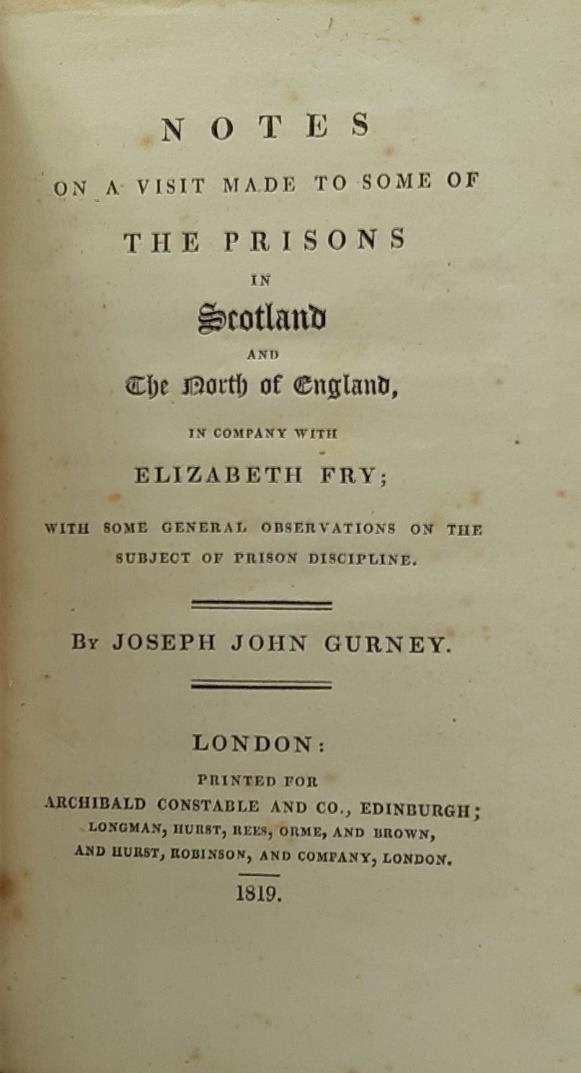 NOTES
ON A VISIT MADE TO SOME OF
THE PRISONS
IN
Scotland
AND
The North of England,
IN COMPANY WITH
ELIZABETH FRY;
WITH SOME GENERAL OBSERVATIONS ON THE
SUBJECT OF PRISON DISCIPLINE.
By JOSEPH JOHN GURNEY.
LONDON:
PRINTED FOR
ARCHIBALD CONSTABLE AND CO., EDINBURGH;
LONGMAN, HURST, REES, ORME, AND BROWN,
AND HURST, ROBINSON, AND COMPANY, LONDON.
1819.